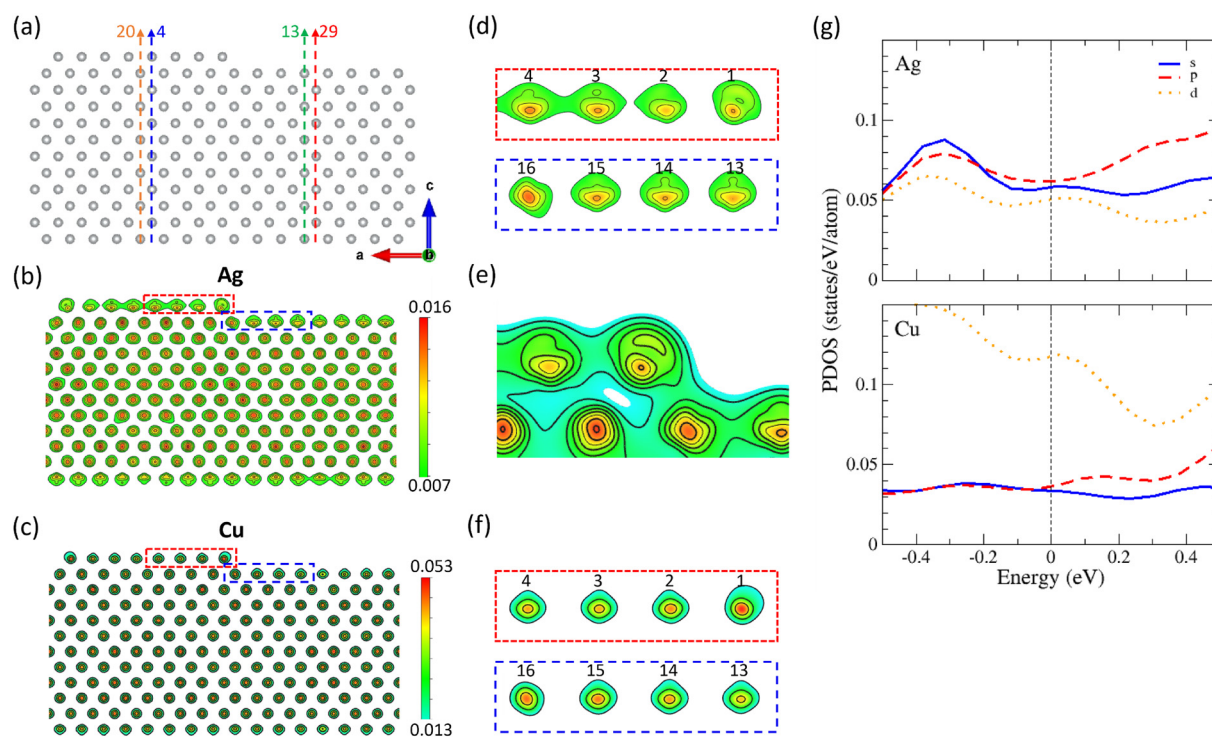 (a)
20
4
13
29
c
a
b
(b)
Ag
0.016
0.007
(c)
Cu
0.053
0.013
(d)
4 3 2 1
16 15 14 13
(e)
(f)
4 3 2 1
16 15 14 13
(g)
Ag
s
p
d
0.1
0.05
0
Cu
0.1
0.05
0
PDOS (states/eV/atom)
-0.4 -0.2 0 0.2 0.4
Energy (eV)